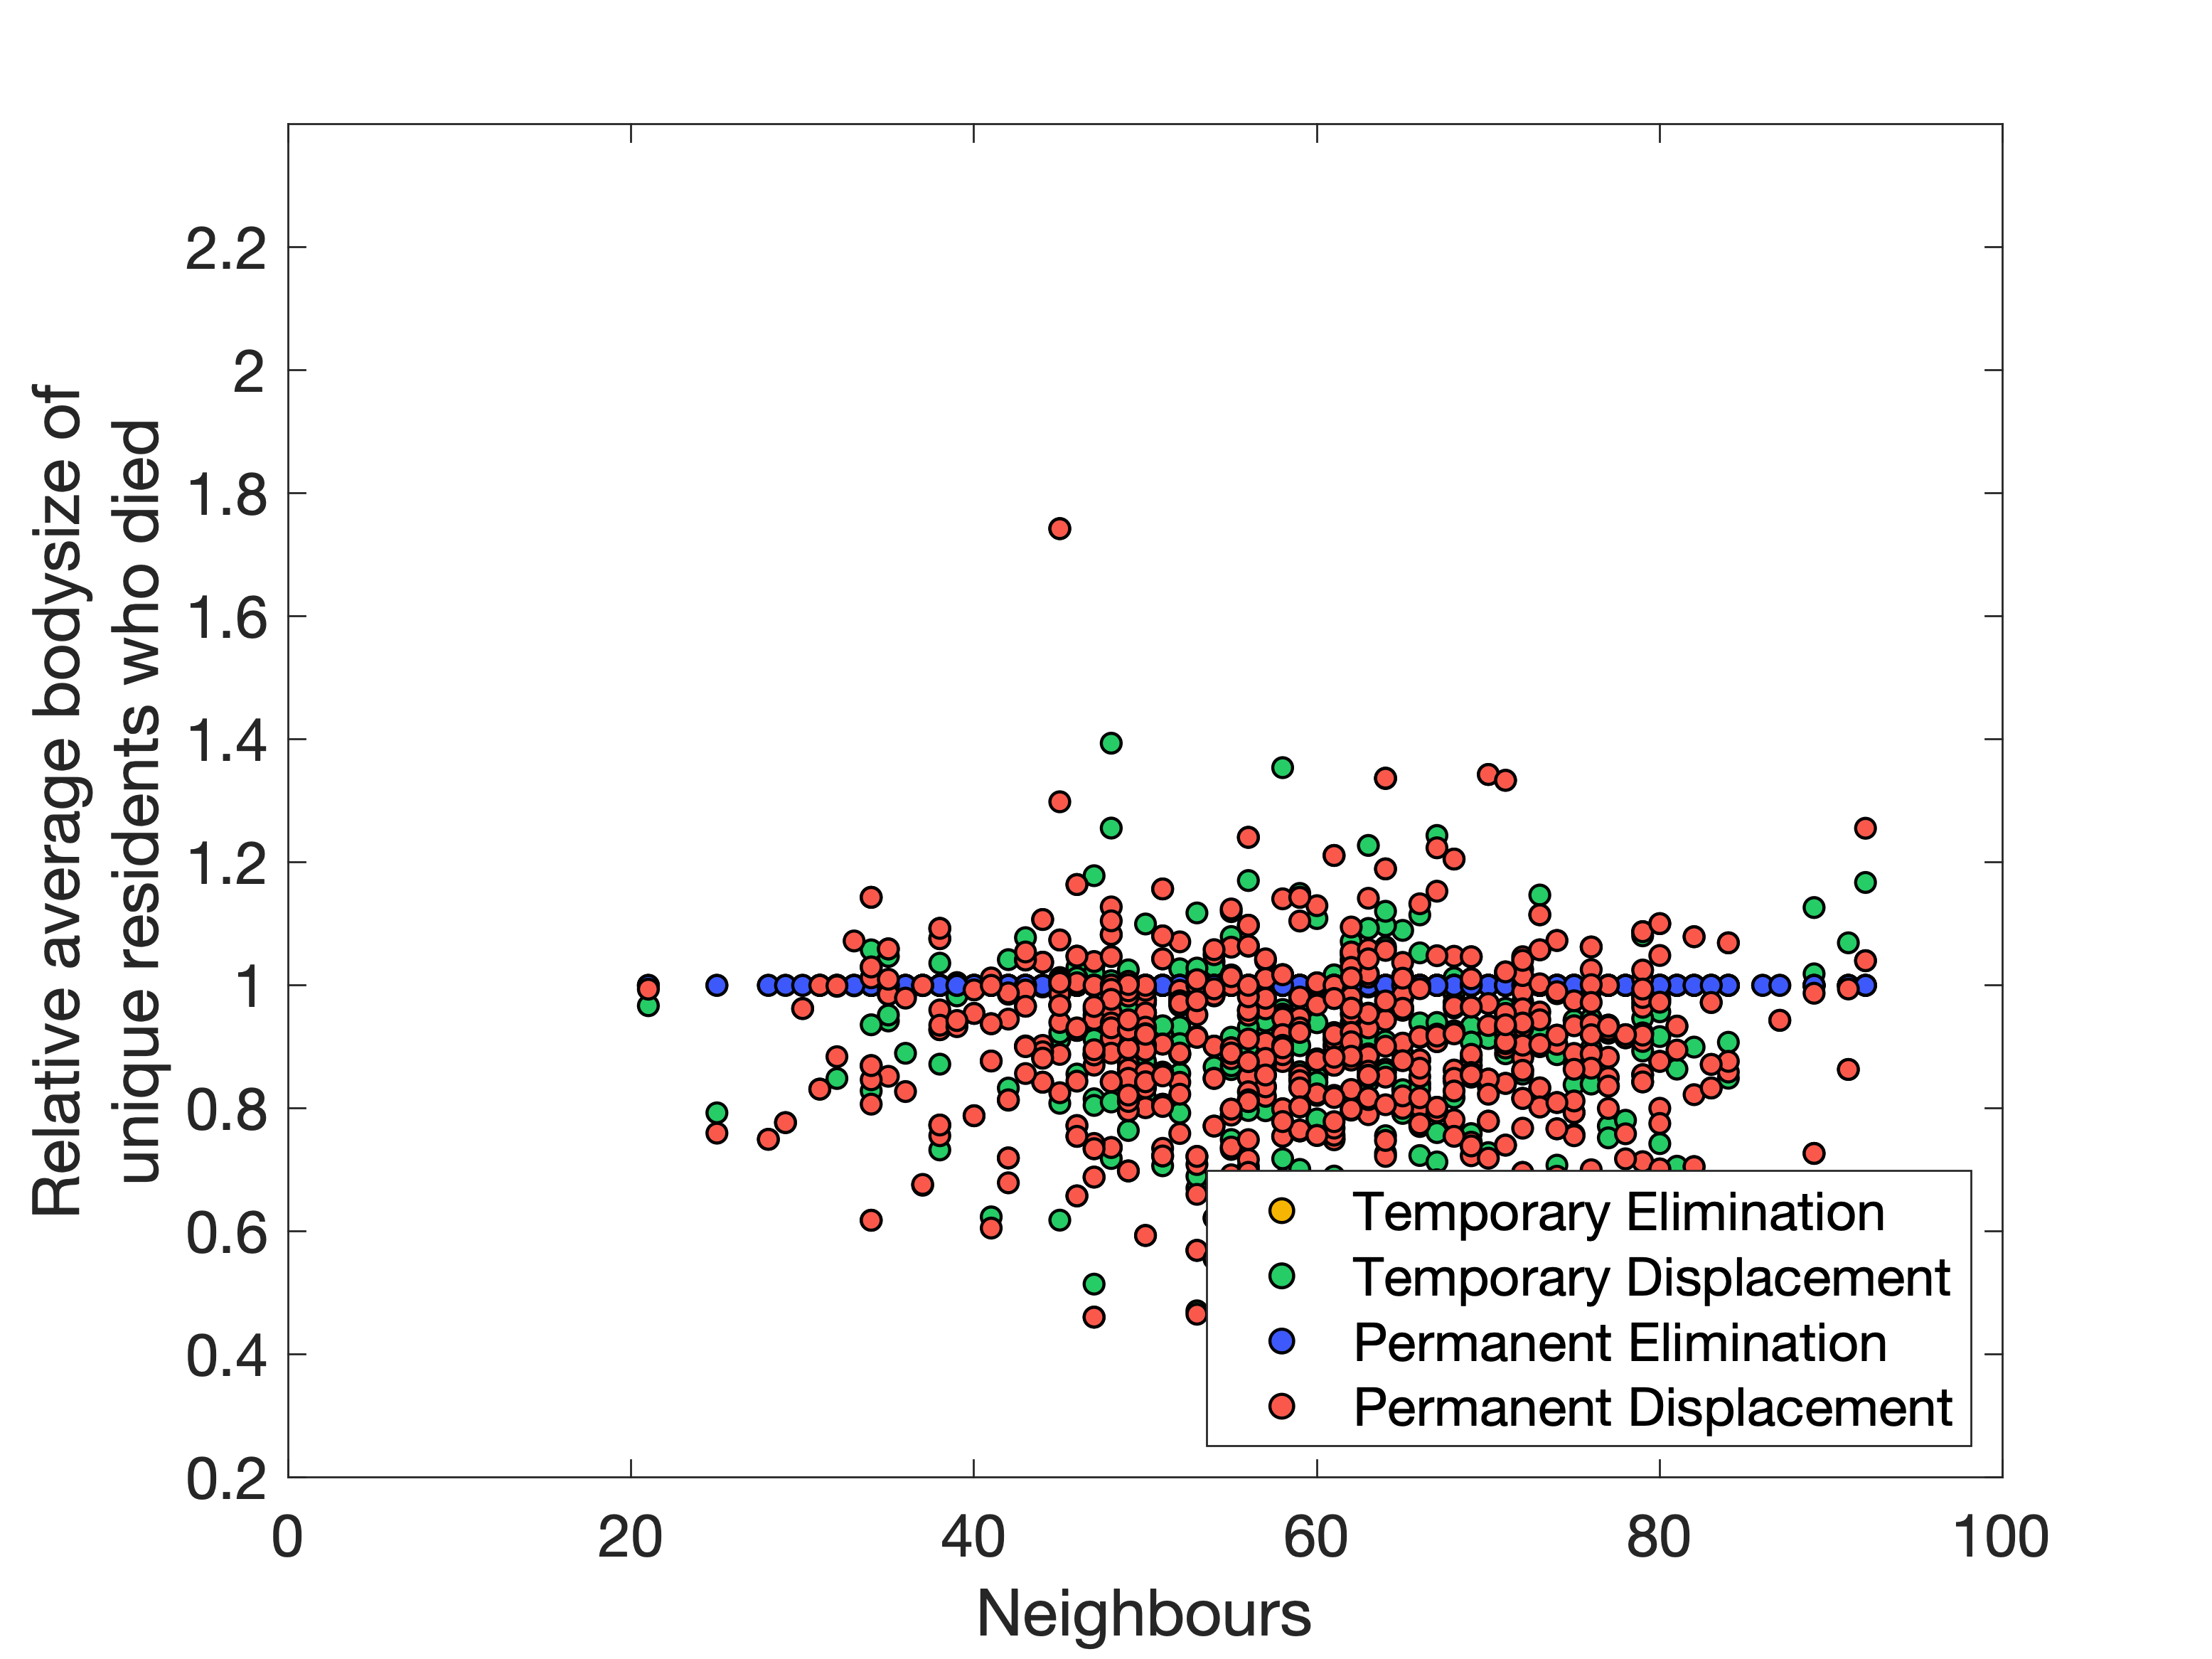 Relative average bodysize of
unique residents who died
2.2
2
1.8
1.6
1.4
1.2
1
0.8
0.6
0.4
0.2
0
20
40
60
80
100
Neighbours
Temporary Elimination
Temporary Displacement
Permanent Elimination
Permanent Displacement